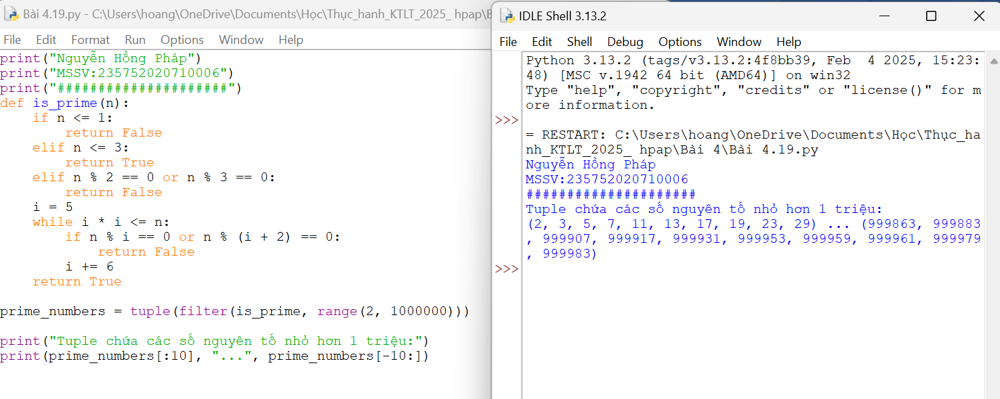 Bài 4.19.py - C:\Users\hoang\OneDrive\Documents\Học\Thục_hanh_KTLT_2025_ hpap\B
File Edit Format Run Options Window Help
print("Nguyễn Hồng Pháp")
print("MSSV:235752020710006")
print("#####################")
def is_prime(n):
    if n <= 1:
        return False
    elif n <= 3:
        return True
    elif n % 2 == 0 or n % 3 == 0:
        return False
    i = 5
    while i * i <= n:
        if n % i == 0 or n % (i + 2) == 0:
            return False
        i += 6
    return True
prime_numbers = tuple(filter(is_prime, range(2, 1000000)))
print("Tuple chứa các số nguyên tố nhỏ hơn 1 triệu:")
print(prime_numbers[:10], "...", prime_numbers[-10:])
IDLE Shell 3.13.2
File Edit Shell Debug Options Window Help
Python 3.13.2 (tags/v3.13.2:4f8bb39, Feb  4 2025, 15:23:
48) [MSC v.1942 64 bit (AMD64)] on win32
Type "help", "copyright", "credits" or "license()" for m
ore information.
>>>
= RESTART: C:\Users\hoang\OneDrive\Documents\Học\Thục_ha
nh_KTLT_2025_ hpap\Bài 4\Bài 4.19.py
Nguyễn Hồng Pháp
MSSV:235752020710006
#####################
Tuple chứa các số nguyên tố nhỏ hơn 1 triệu:
(2, 3, 5, 7, 11, 13, 17, 19, 23, 29) ... (999863, 999883
, 999907, 999917, 999931, 999953, 999959, 999961, 999979
, 999983)
>>>